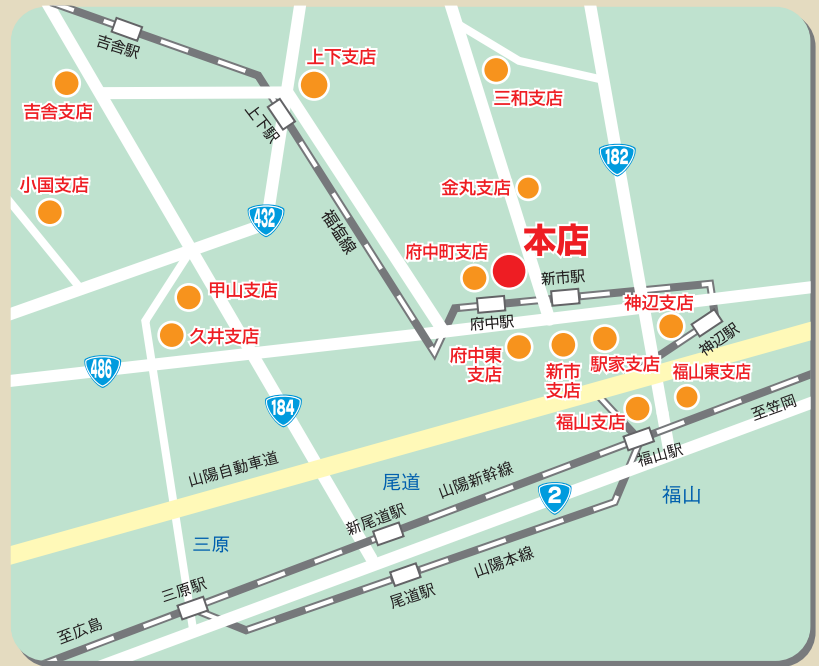 吉舎駅
上下支店
吉舎支店
三和支店
上下駅
182
小国支店
金丸支店
432
福塩線
本店
府中町支店
新市駅
甲山支店
神辺支店
府中駅
久井支店
神辺駅
府中東
支店
新市
支店
駅家支店
486
福山東支店
184
福山支店
至笠岡
山陽自動車道
福山駅
尾道
山陽新幹線
2
福山
新尾道駅
三原
山陽本線
三原駅
尾道駅
至広島